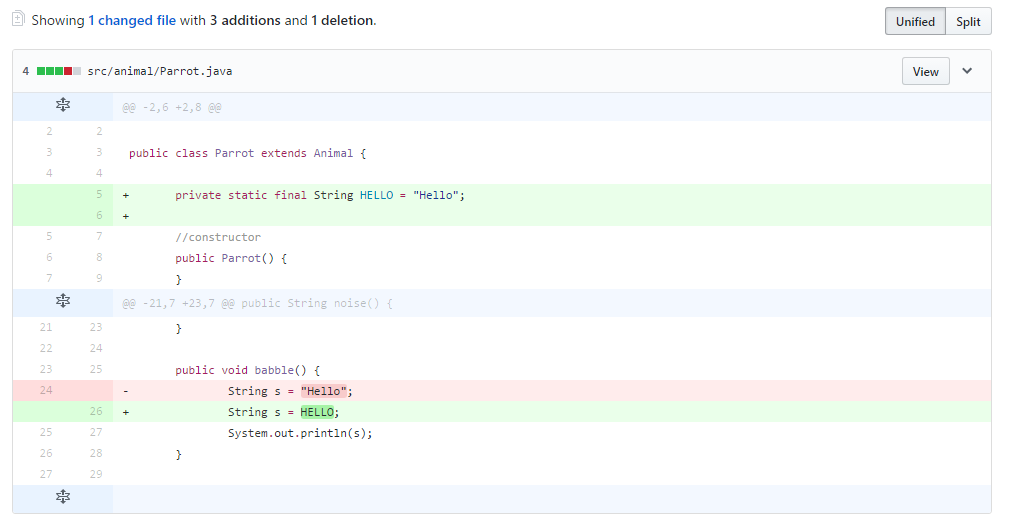 Showing 1 changed file with 3 additions and 1 deletion.
Unified Split
4 src/animal/Parrot.java View
@@ -2,6 +2,8 @@
2 2
3 3 public class Parrot extends Animal {
4 4
5 + private static final String HELLO = "Hello";
6 +
5 7 //constructor
6 8 public Parrot() {
7 9 }
@@ -21,7 +23,7 @@ public String noise() {
21 23 }
22 24
23 25 public void babble() {
24 - String s = "Hello";
26 + String s = HELLO;
25 27 System.out.println(s);
26 28 }
27 29